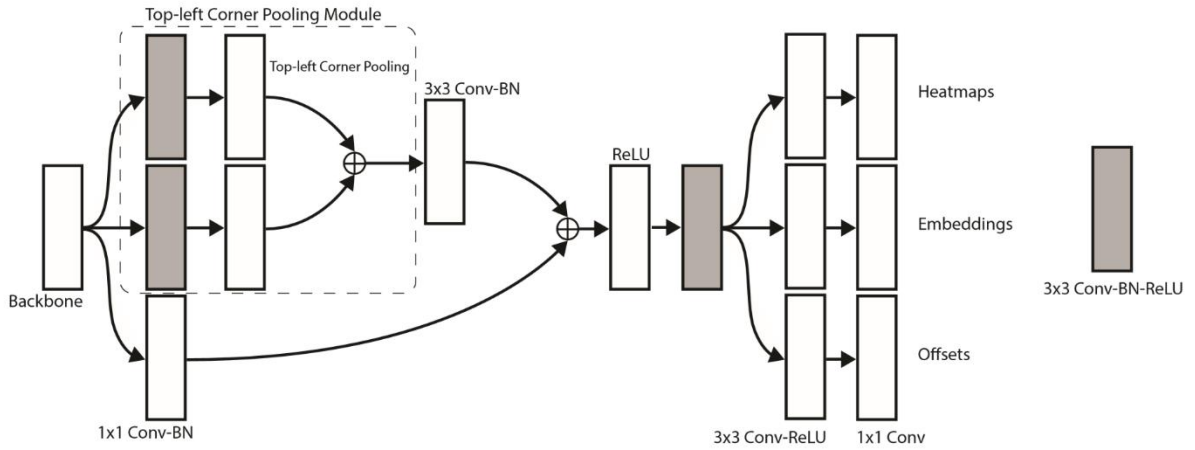 Top-left Corner Pooling Module
Top-left Corner Pooling
3x3 Conv-BN
Backbone
1x1 Conv-BN
ReLU
Heatmaps
Embeddings
Offsets
3x3 Conv-ReLU
1x1 Conv
3x3 Conv-BN-ReLU